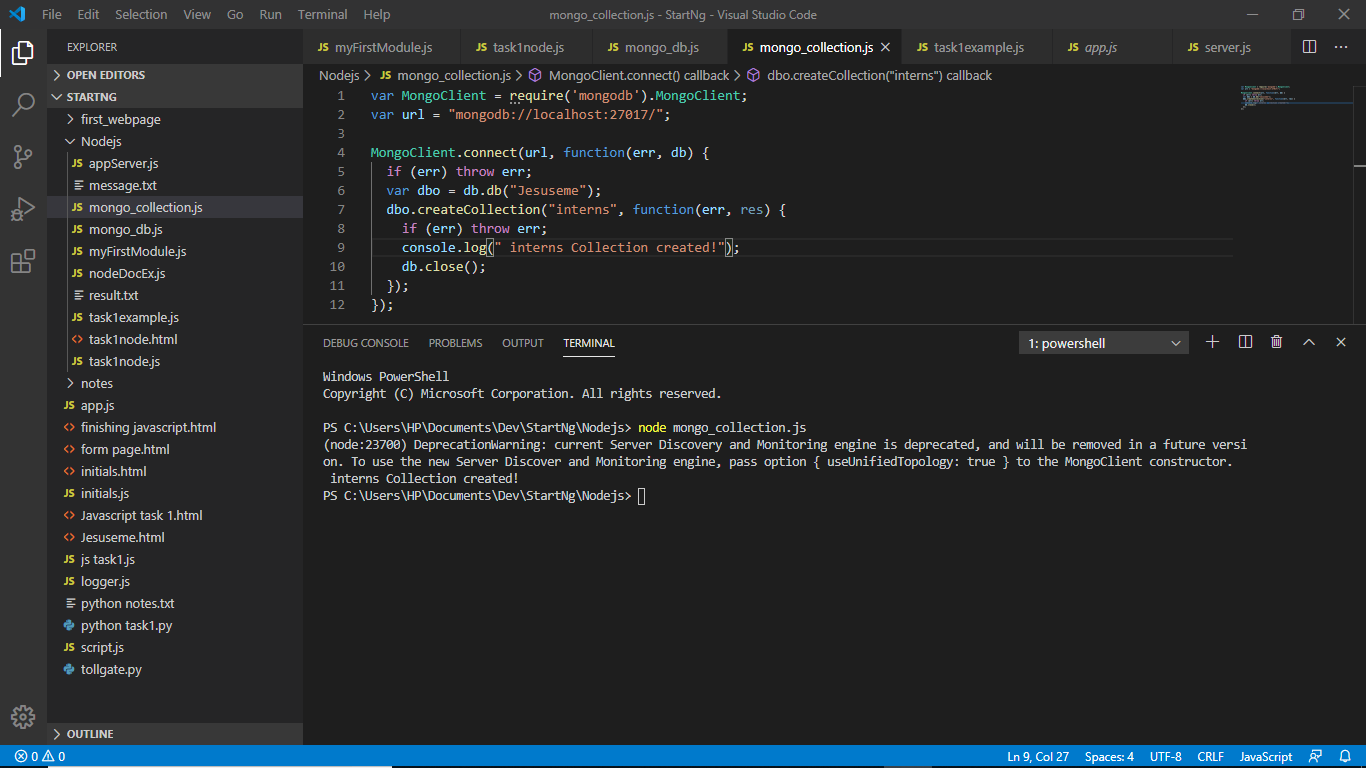 File Edit Selection View Go Run Terminal Help mongo_collection.js - StartNg - Visual Studio Code
EXPLORER
OPEN EDITORS
STARTNG
first_webpage
Nodejs
JS appServer.js
message.txt
JS mongo_collection.js
JS mongo_db.js
JS myFirstModule.js
JS nodeDocEx.js
result.txt
JS task1example.js
<> task1node.html
JS task1node.js
notes
JS app.js
<> finishing javascript.html
<> form page.html
<> initials.html
JS initials.js
<> Javascript task 1.html
<> Jesuseme.html
JS js task1.js
JS logger.js
python notes.txt
python task1.py
JS script.js
tollgate.py
OUTLINE
JS myFirstModule.js JS task1node.js JS mongo_db.js JS mongo_collection.js JS task1example.js JS app.js JS server.js
Nodejs > JS mongo_collection.js > MongoClient.connect() callback > dbo.createCollection("interns") callback
1 var MongoClient = require('mongodb').MongoClient;
2 var url = "mongodb://localhost:27017/";
3
4 MongoClient.connect(url, function(err, db) {
5 if (err) throw err;
6 var dbo = db.db("Jesuseme");
7 dbo.createCollection("interns", function(err, res) {
8 if (err) throw err;
9 console.log(" interns Collection created!");
10 db.close();
11 });
12 });
DEBUG CONSOLE PROBLEMS OUTPUT TERMINAL 1: powershell
Windows PowerShell
Copyright (C) Microsoft Corporation. All rights reserved.
PS C:\Users\HP\Documents\Dev\StartNg\Nodejs> node mongo_collection.js
(node:23700) DeprecationWarning: current Server Discovery and Monitoring engine is deprecated, and will be removed in a future versi
on. To use the new Server Discover and Monitoring engine, pass option { useUnifiedTopology: true } to the MongoClient constructor.
interns Collection created!
PS C:\Users\HP\Documents\Dev\StartNg\Nodejs>
0 0 Ln 9, Col 27 Spaces: 4 UTF-8 CRLF JavaScript